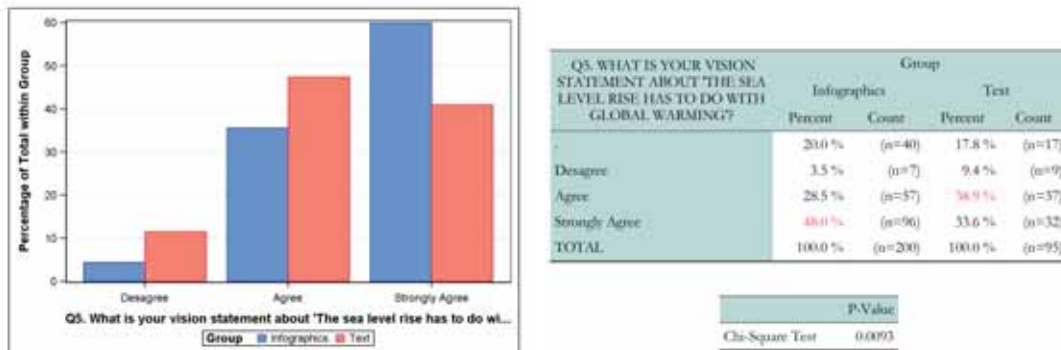 60
50
40
30
20
10
0
Percentage of Total within Group
Desagree Agree Strongly Agree
Q5. What is your vision statement about 'The sea level rise has to do wi...
Group Infographics Text
Q5. WHAT IS YOUR VISION
STATEMENT ABOUT 'THE SEA
LEVEL RISE HAS TO DO WITH
GLOBAL WARMING'?
Group
Infographics Text
Percent Count Percent Count
. 20.0 % (n=40) 17.8 % (n=17
Desagree 3.5 % (n=7) 9.4 % (n=9
Agree 28.5 % (n=57) 38.9 % (n=37
Strongly Agree 48.0 % (n=96) 33.6 % (n=32
TOTAL 100.0 % (n=200) 100.0 % (n=95
P-Value
Chi-Square Test 0.0093